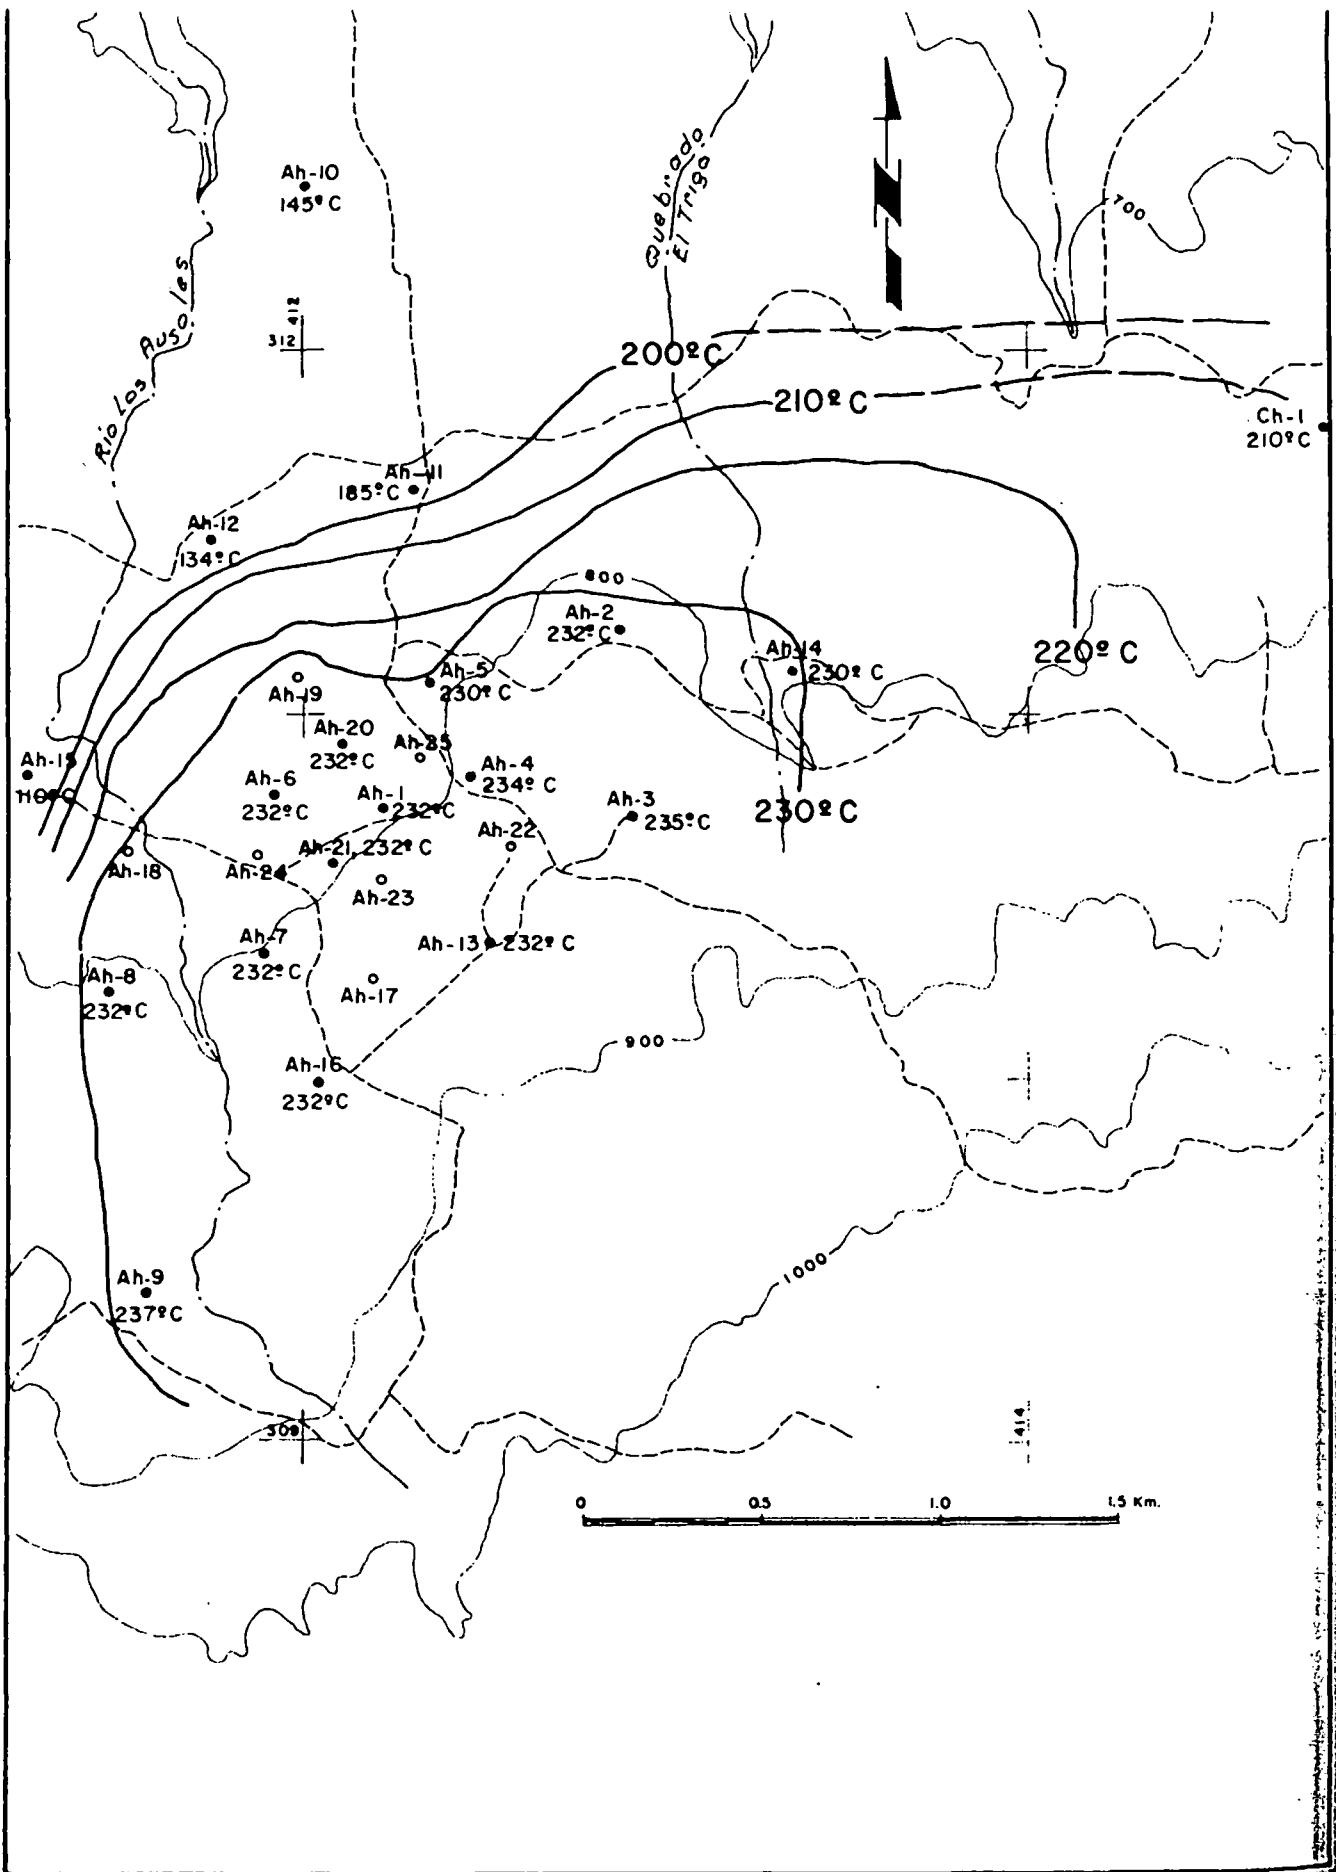 Ah-10
145º C
Quebrado
El Triga
700
412
312
Rio Los Ausoles
200º C
210º C
Ch-1
210º C
Ah-11
185º C
Ah-12
134º C
800
Ah-2
232º C
Ah-14
230º C
220º C
Ah-5
230º C
Ah-19
Ah-20
232º C
Ah-25
Ah-15
110º C
Ah-6
232º C
Ah-4
234º C
Ah-1
232º C
Ah-3
235º C
230º C
Ah-22
Ah-21, 232º C
Ah-18
Ah-24
Ah-23
Ah-7
232º C
Ah-13
232º C
Ah-8
232º C
Ah-17
900
Ah-16
232º C
1000
Ah-9
237º C
309
414
0
0.5
1.0
1.5 Km.